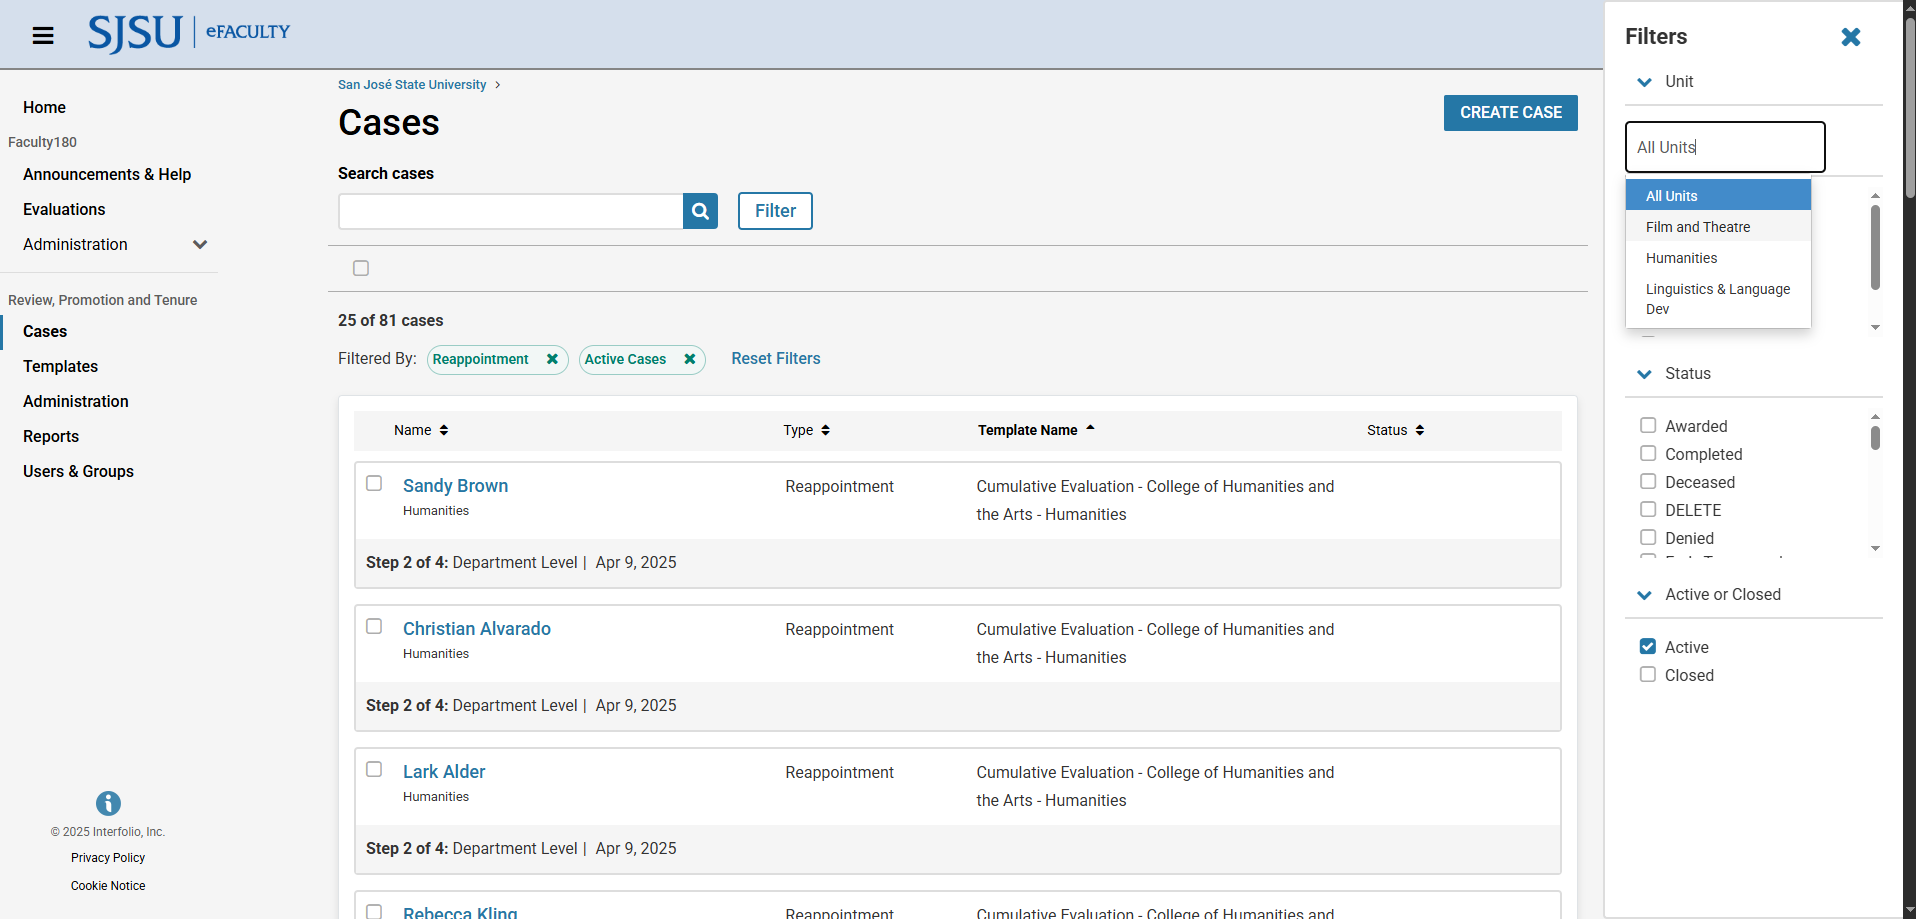 SJSU | eFACULTY
Home
Faculty180
Announcements & Help
Evaluations
Administration
Review, Promotion and Tenure
Cases
Templates
Administration
Reports
Users & Groups
© 2025 Interfolio, Inc.
Privacy Policy
Cookie Notice
San José State University >
Cases
CREATE CASE
Search cases
Filter
25 of 81 cases
Filtered By: Reappointment Active Cases Reset Filters
Name Type Template Name Status
Sandy Brown Reappointment Cumulative Evaluation - College of Humanities and
Humanities the Arts - Humanities
Step 2 of 4: Department Level | Apr 9, 2025
Christian Alvarado Reappointment Cumulative Evaluation - College of Humanities and
Humanities the Arts - Humanities
Step 2 of 4: Department Level | Apr 9, 2025
Lark Alder Reappointment Cumulative Evaluation - College of Humanities and
Humanities the Arts - Humanities
Step 2 of 4: Department Level | Apr 9, 2025
Rebecca Kling Reappointment Cumulative Evaluation - College of Humanities and
Filters
Unit
All Units
All Units
Film and Theatre
Humanities
Linguistics & Language
Dev
Status
Awarded
Completed
Deceased
DELETE
Denied
Active or Closed
Active
Closed